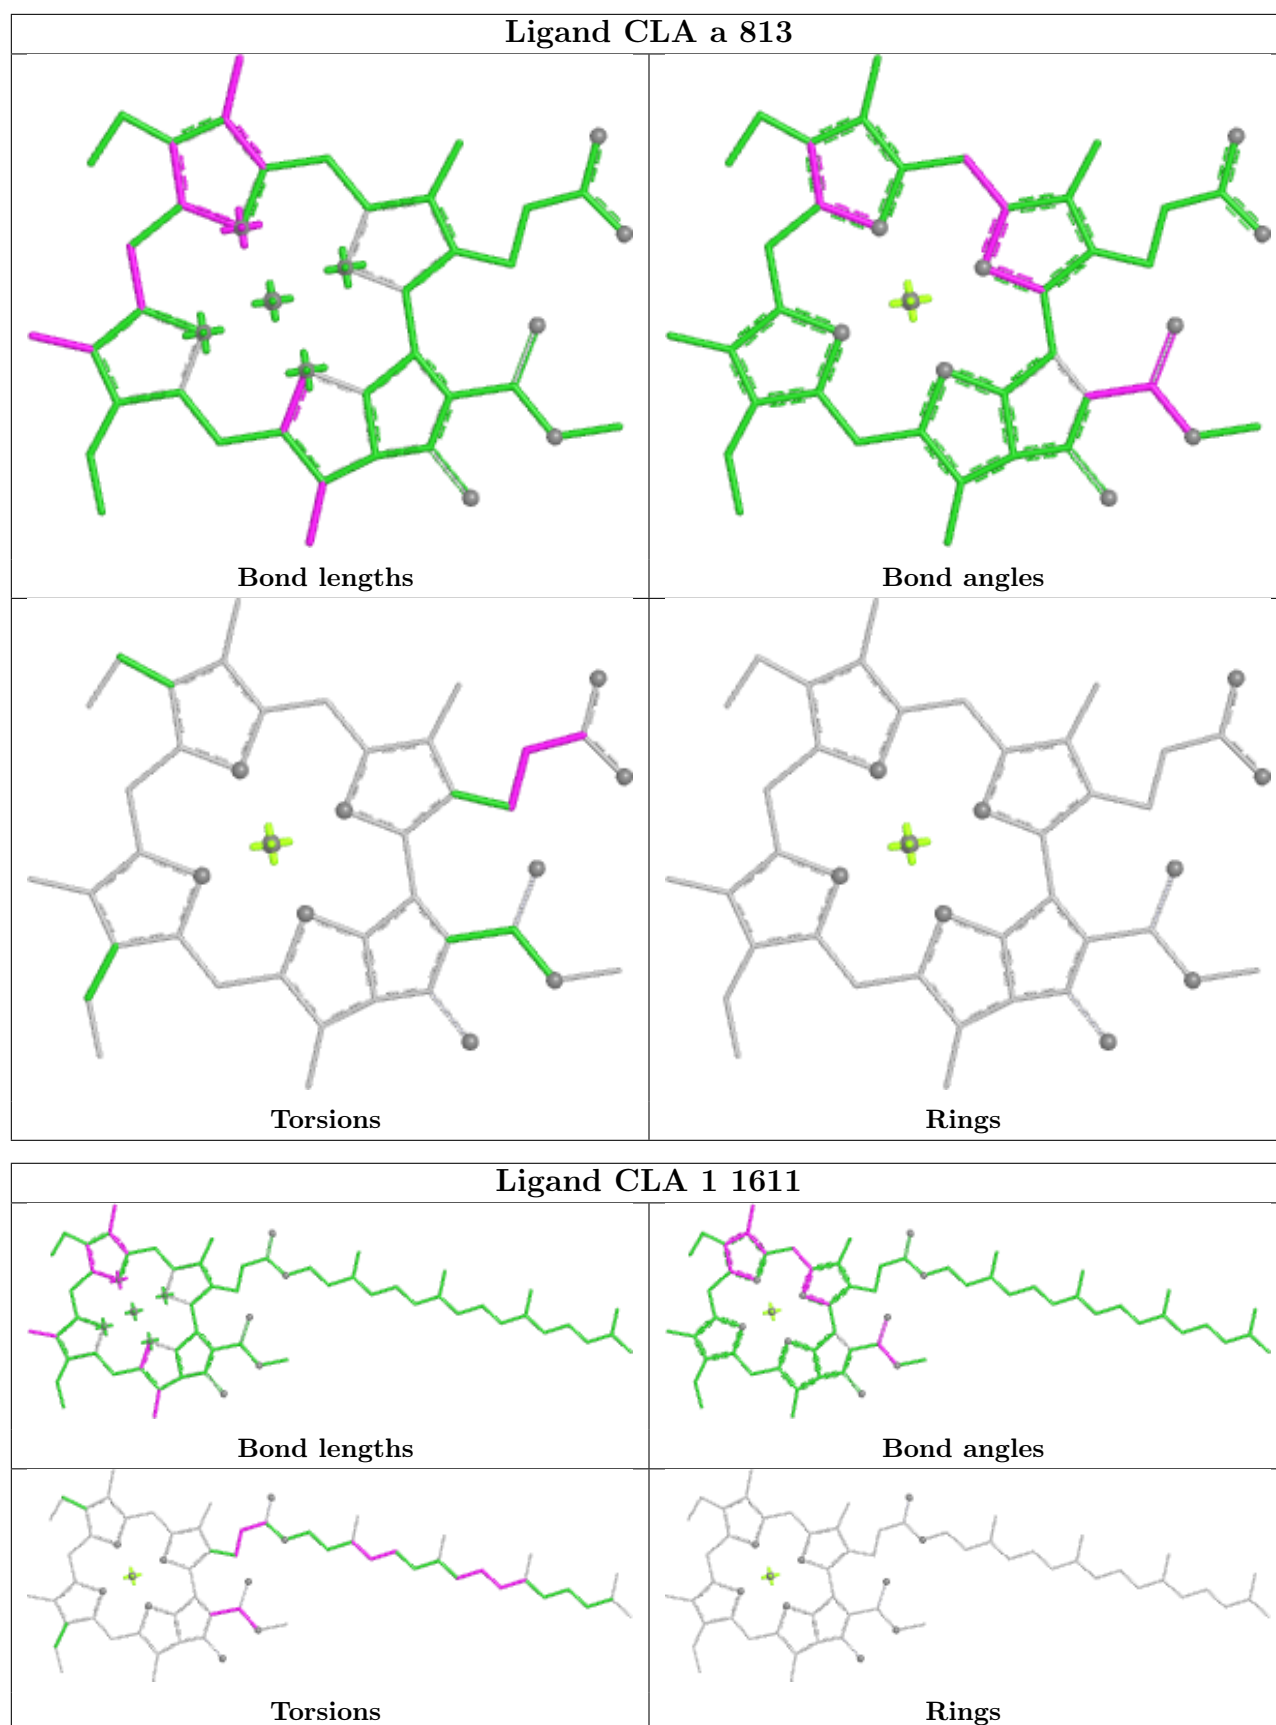 Ligand CLA a 813
Bond lengths
Bond angles
Torsions
Rings
Ligand CLA 1 1611
Bond lengths
Bond angles
Torsions
Rings